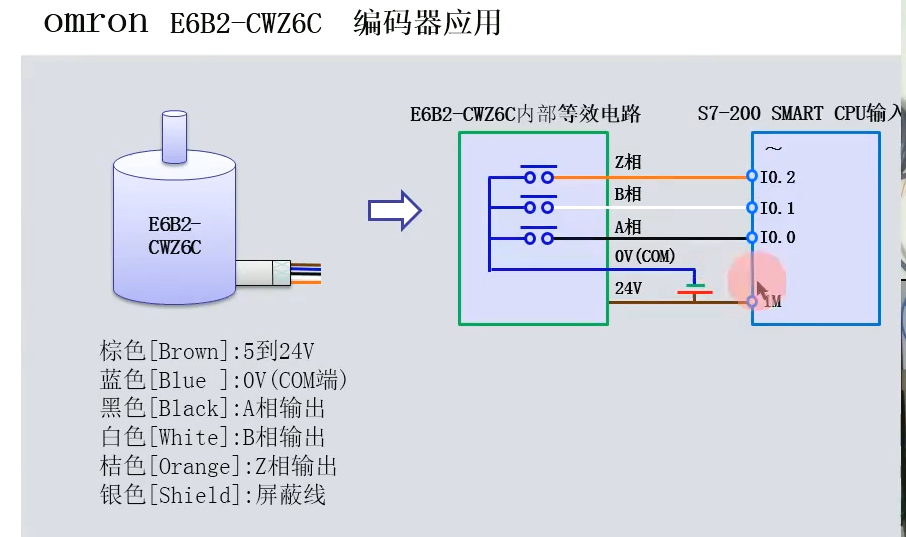 omron E6B2-CWZ6C 编码器应用
E6B2-CWZ6C内部等效电路
S7-200 SMART CPU输入
E6B2-
CWZ6C
Z相
B相
A相
0V(COM)
24V
~
I0.2
I0.1
I0.0
1M
棕色[Brown]:5到24V
蓝色[Blue ]:0V(COM端)
黑色[Black]:A相输出
白色[White]:B相输出
桔色[Orange]:Z相输出
银色[Shield]:屏蔽线